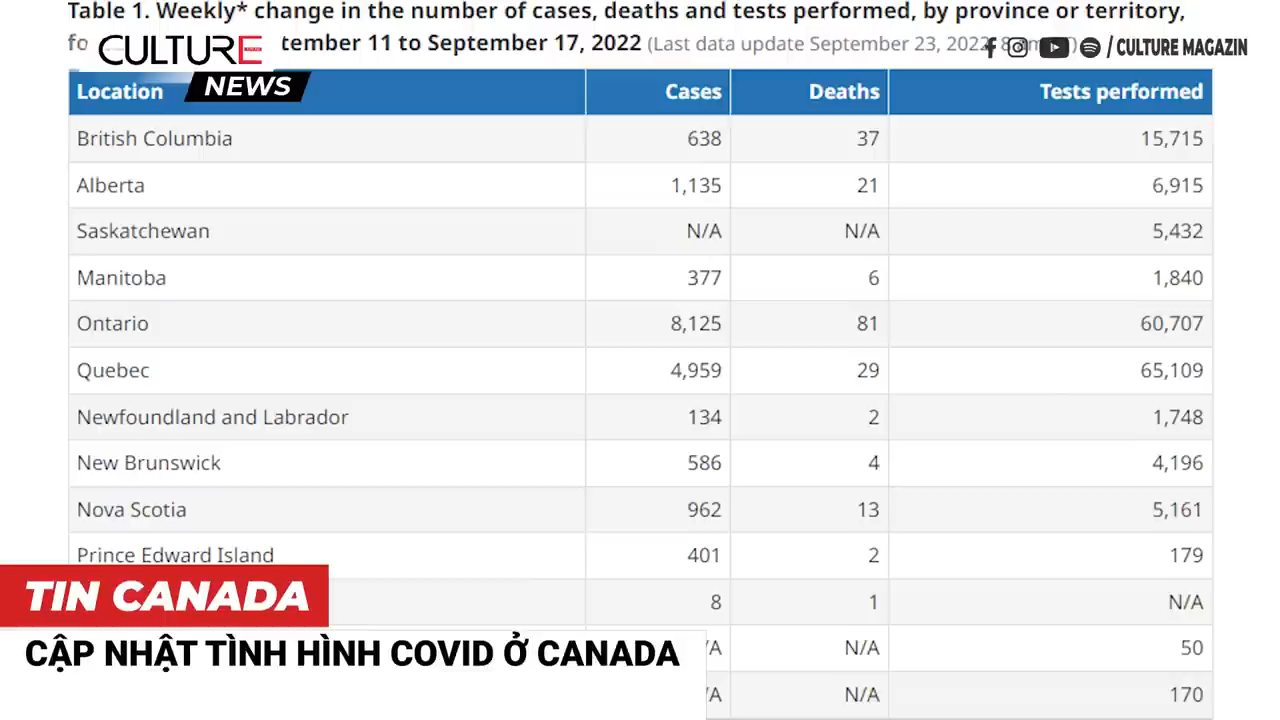 Table 1. Weekly* change in the number of cases, deaths and tests performed, by province or territory,
tember 11 to September 17, 2022 (Last data update September 23, 2022
CULTURE
NEWS
/ CULTURE MAGAZIN
Location Cases Deaths Tests performed
British Columbia 638 37 15,715
Alberta 1,135 21 6,915
Saskatchewan N/A N/A 5,432
Manitoba 377 6 1,840
Ontario 8,125 81 60,707
Quebec 4,959 29 65,109
Newfoundland and Labrador 134 2 1,748
New Brunswick 586 4 4,196
Nova Scotia 962 13 5,161
Prince Edward Island 401 2 179
8 1 N/A
/A N/A 50
/A N/A 170
TIN CANADA
CẬP NHẬT TÌNH HÌNH COVID Ở CANADA